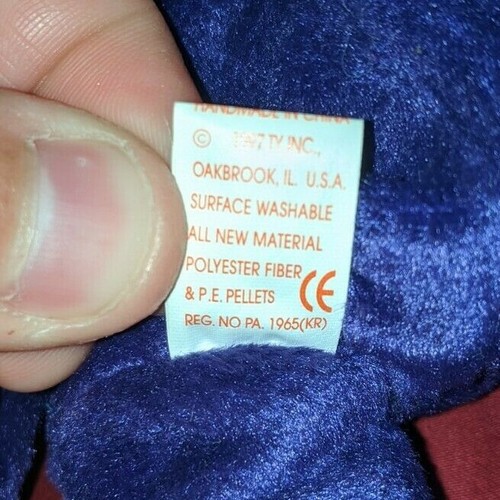 HANDMADE IN CHINA
© 1997 TY INC.,
OAKBROOK, IL. U.S.A.
SURFACE WASHABLE
ALL NEW MATERIAL
POLYESTER FIBER
& P.E. PELLETS CE
REG. NO PA. 1965(KR)